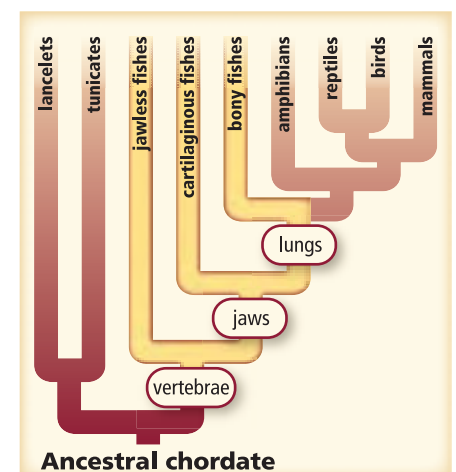 lancelets
tunicates
jawless fishes
cartilaginous fishes
bony fishes
amphibians
reptiles
birds
mammals
lungs
jaws
vertebrae
Ancestral chordate